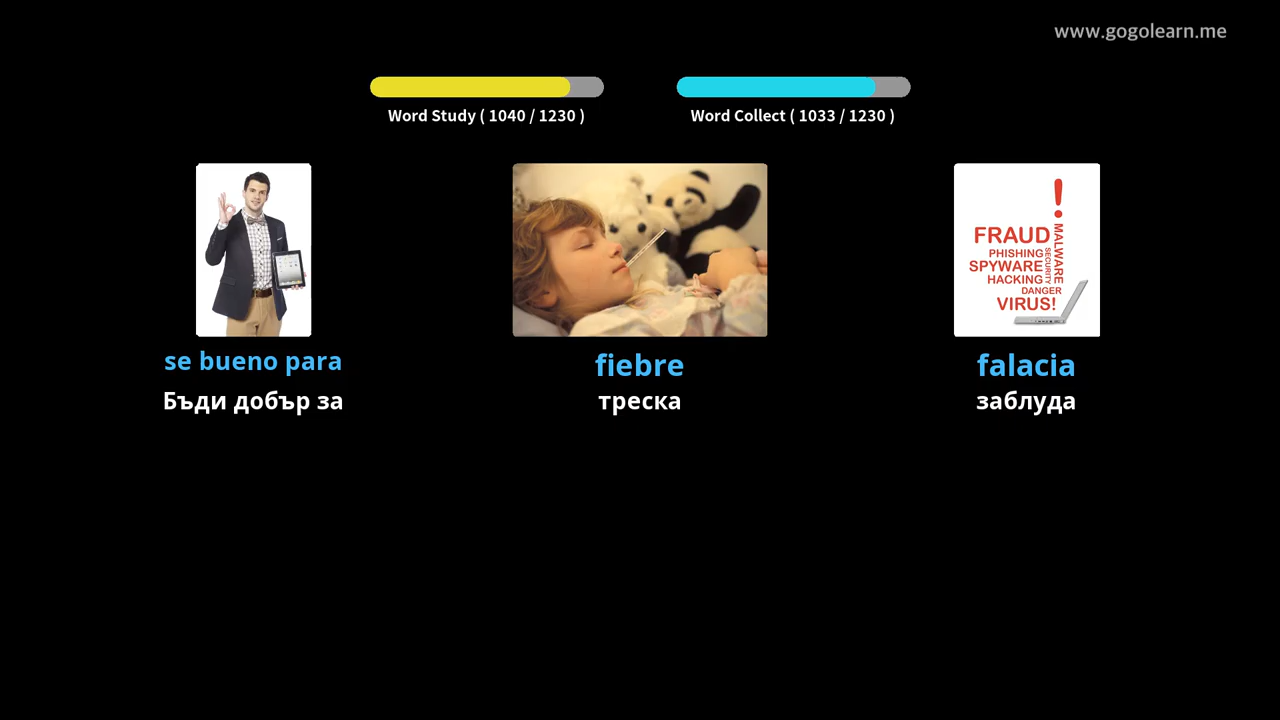 www.gogolearn.me
Word Study ( 1040 / 1230 )
Word Collect ( 1033 / 1230 )
!
FRAUD
PHISHING
SPYWARE
HACKING
DANGER
VIRUS!
MALWARE
SECURITY
se bueno para
fiebre
falacia
Бъди добър за
треска
заблуда